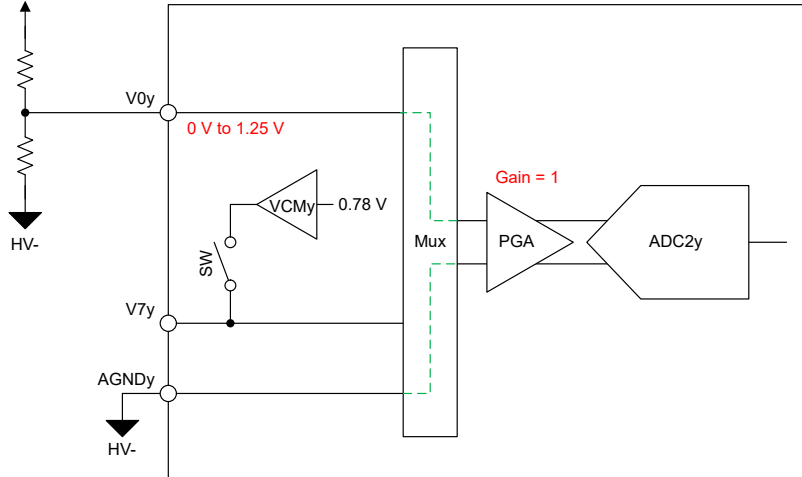 V0y
0 V to 1.25 V
Gain = 1
VCMy
0.78 V
HV-
Mux
PGA
ADC2y
SW
V7y
AGNDy
HV-